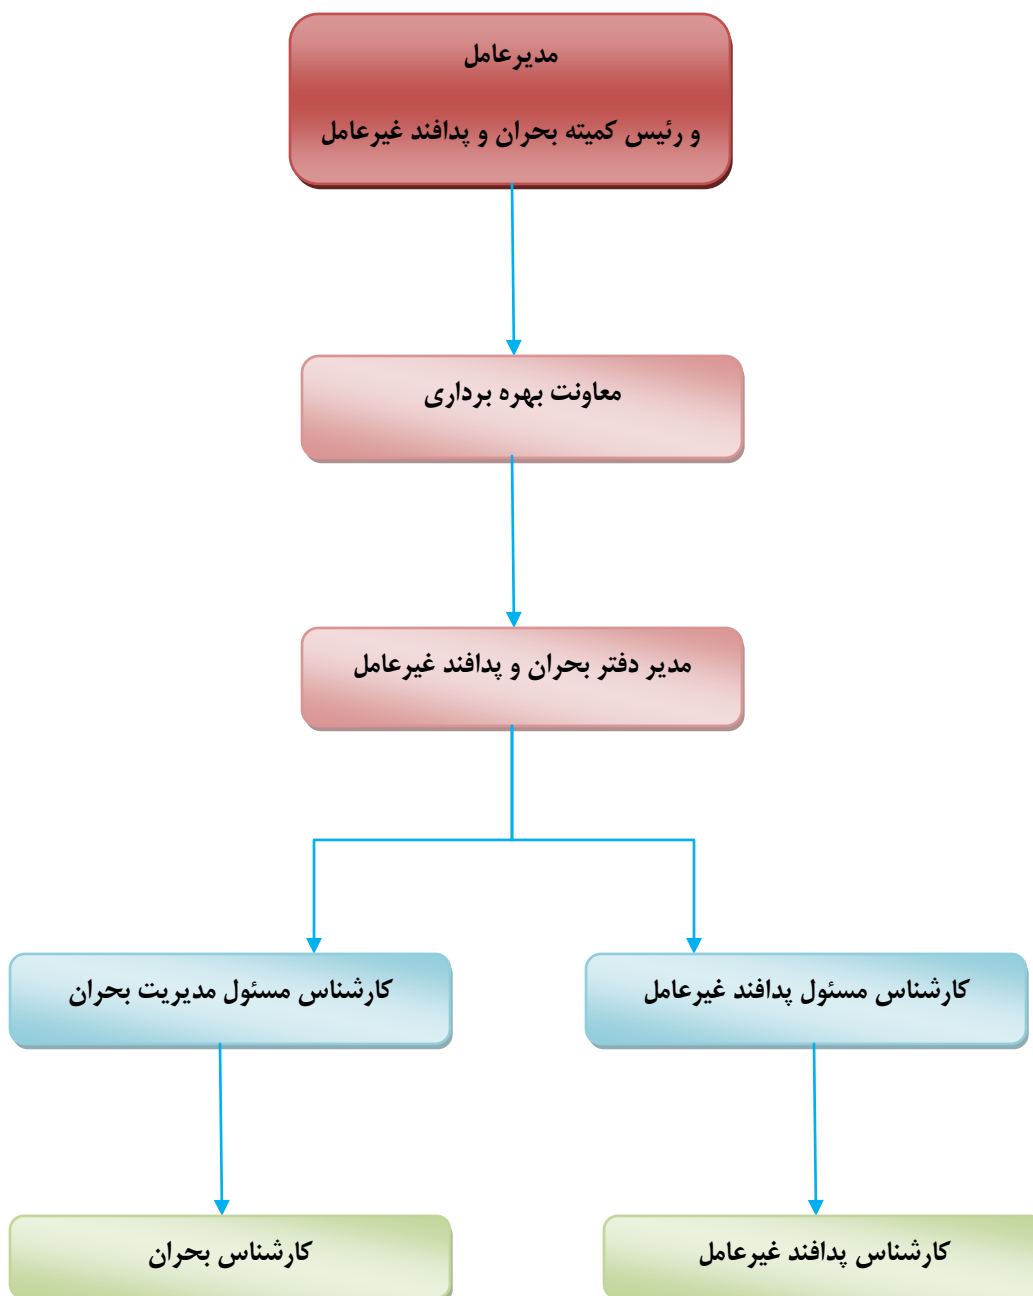 مدیرعامل
و رئیس کمیته بحران و پدافند غیرعامل
معاونت بهره برداری
مدیر دفتر بحران و پدافند غیرعامل
کارشناس مسئول پدافند غیرعامل
کارشناس مسئول مدیریت بحران
کارشناس پدافند غیرعامل
کارشناس بحران